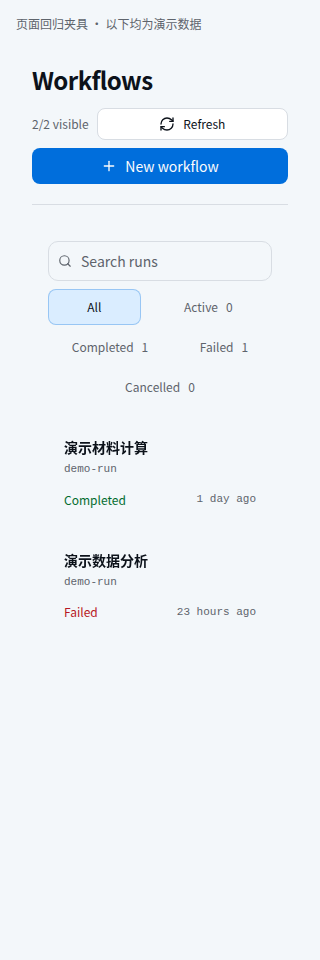 页面回归夹具 · 以下均为演示数据
Workflows
2/2 visible
Refresh
New workflow
Search runs
All
Active 0
Completed 1
Failed 1
Cancelled 0
演示材料计算
demo-run
Completed 1 day ago
演示数据分析
demo-run
Failed 23 hours ago